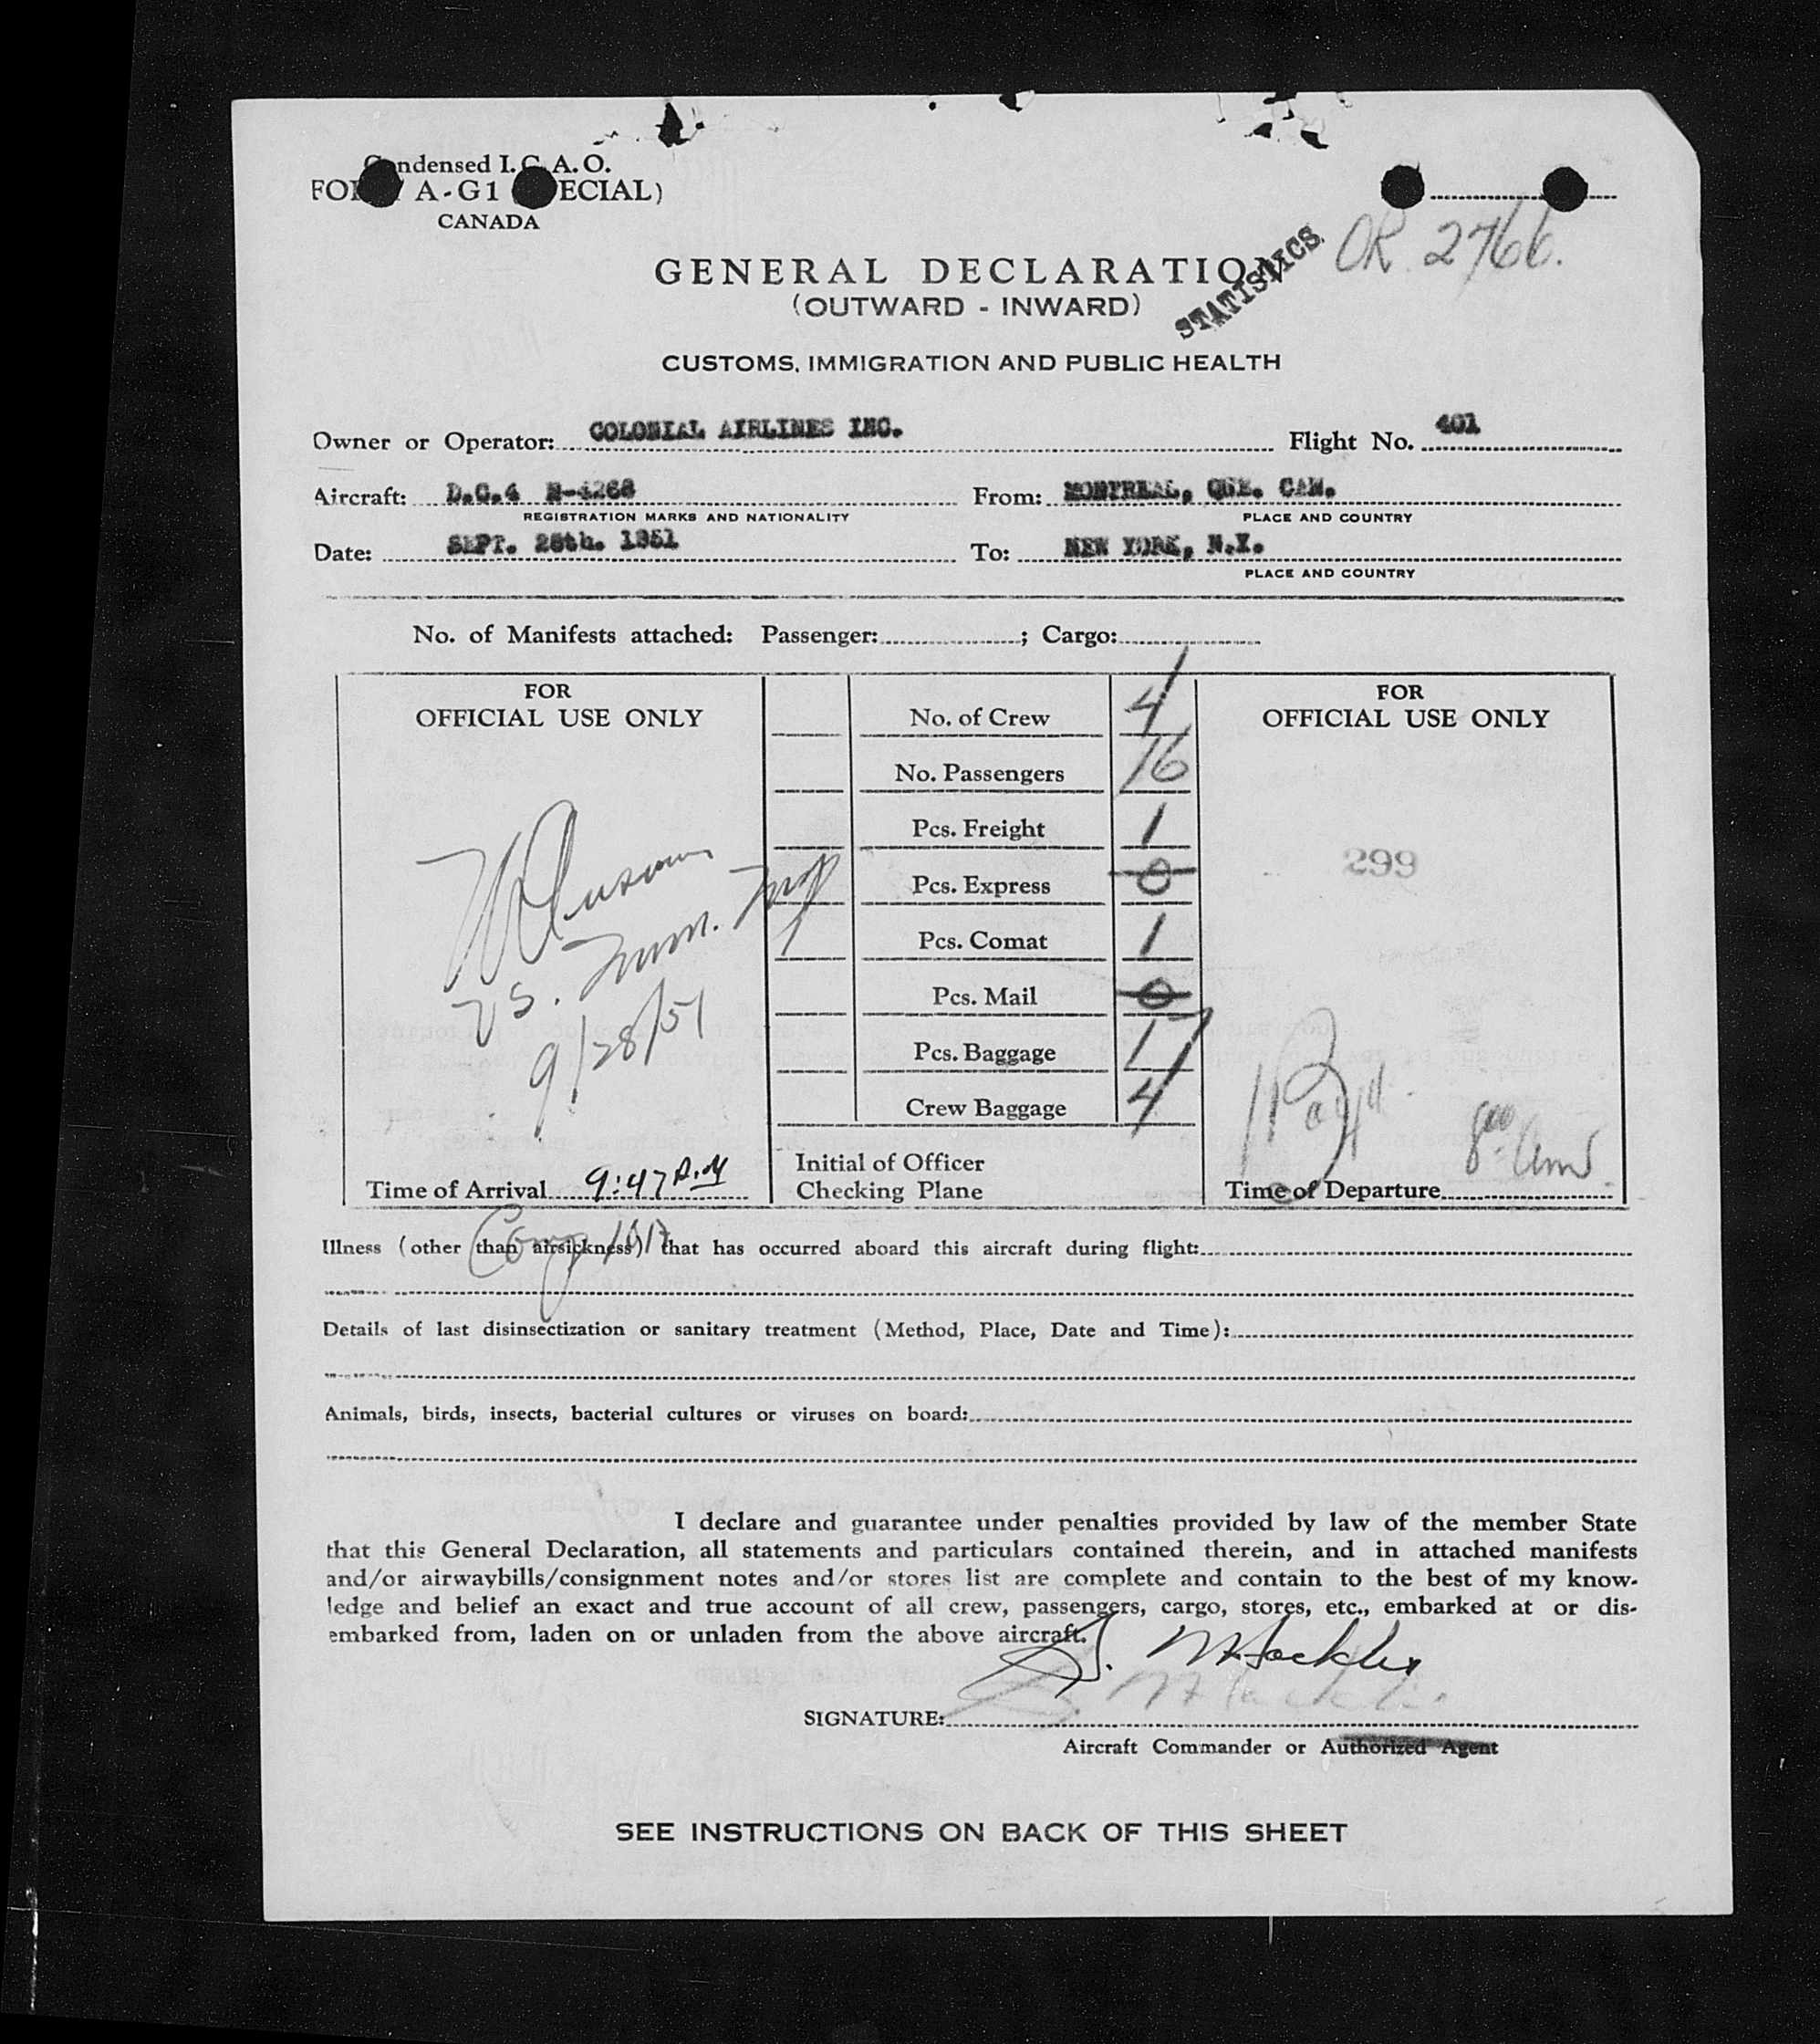 Condensed I.C.A.O.
FORM A-G1 (SPECIAL)
CANADA
OR 2766.
STATISTICS
GENERAL DECLARATION
(OUTWARD - INWARD)
CUSTOMS, IMMIGRATION AND PUBLIC HEALTH
Owner or Operator: COLONIAL AIRLINES INC. Flight No. 401
Aircraft: D.C.4 N-4268 From: MONTREAL, QUE. CAN.
REGISTRATION MARKS AND NATIONALITY PLACE AND COUNTRY
Date: SEPT. 28th. 1951 To: NEW YORK, N.Y.
PLACE AND COUNTRY
No. of Manifests attached: Passenger: ; Cargo:
FOR OFFICIAL USE ONLY
U.S. Imm. Insp
9/28/51
Time of Arrival 9:47 A.M
No. of Crew 4
No. Passengers 16
Pcs. Freight 1
Pcs. Express 0
1 Pcs. Comat 1
Pcs. Mail 0
Pcs. Baggage 17
Crew Baggage 4
Initial of Officer
Checking Plane
FOR OFFICIAL USE ONLY
299
8:00 am
Time of Departure
Comp 1017
Illness (other than airsickness) that has occurred aboard this aircraft during flight:
Details of last disinsectization or sanitary treatment (Method, Place, Date and Time):
Animals, birds, insects, bacterial cultures or viruses on board:
I declare and guarantee under penalties provided by law of the member State
that this General Declaration, all statements and particulars contained therein, and in attached manifests
and/or airwaybills/consignment notes and/or stores list are complete and contain to the best of my know-
ledge and belief an exact and true account of all crew, passengers, cargo, stores, etc., embarked at or dis-
embarked from, laden on or unladen from the above aircraft.
SIGNATURE:
Aircraft Commander or Authorized Agent
SEE INSTRUCTIONS ON BACK OF THIS SHEET